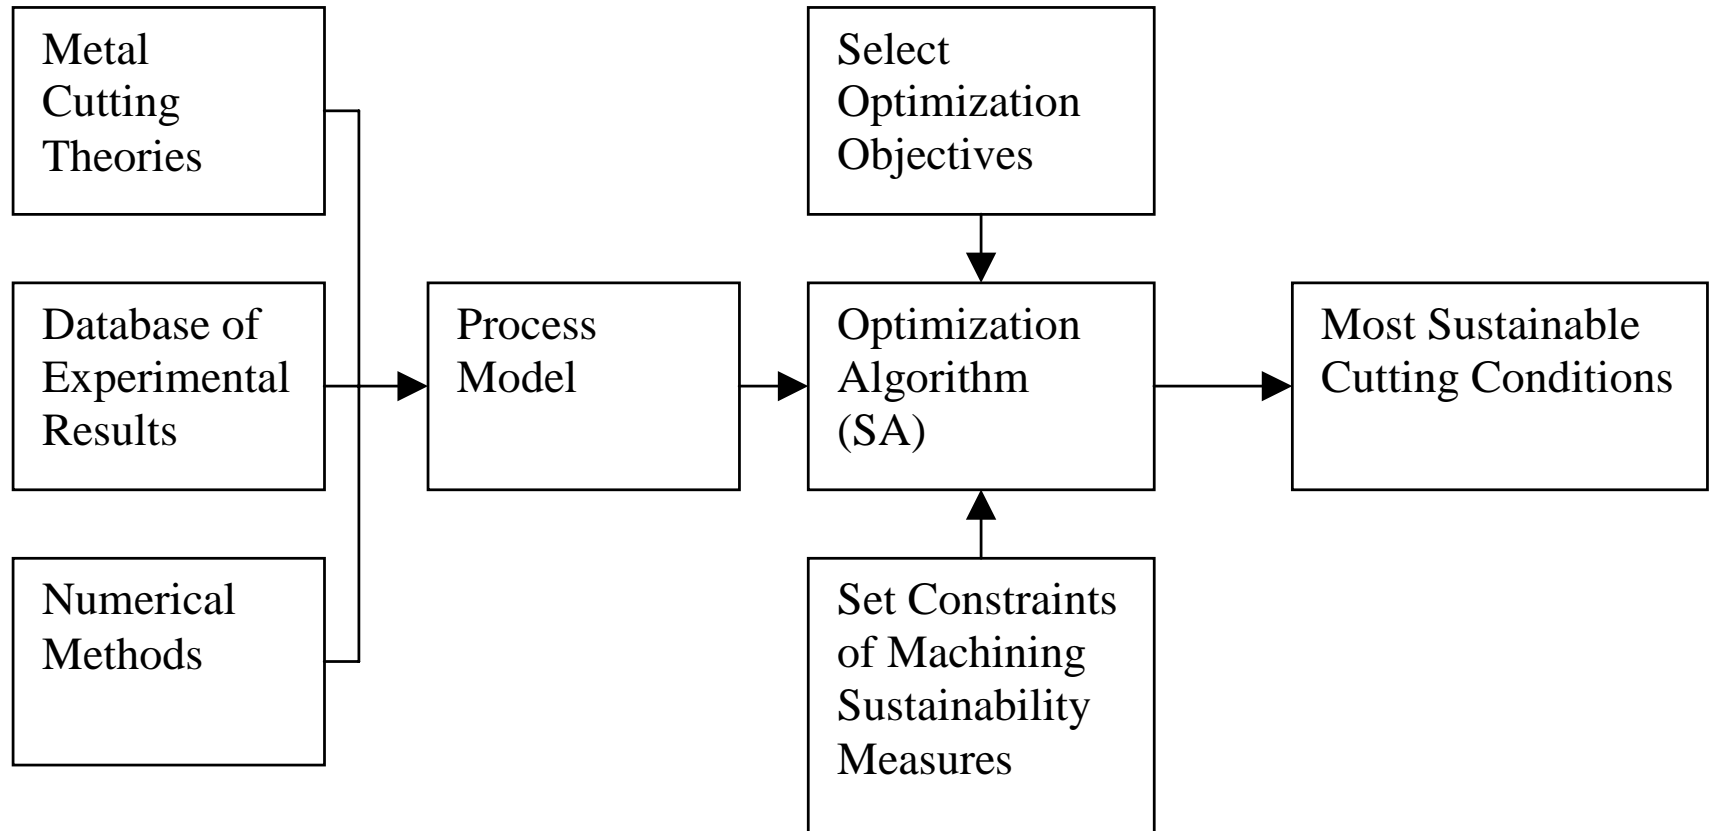 Metal
Cutting
Theories
Select
Optimization
Objectives
Database of
Experimental
Results
Process
Model
Optimization
Algorithm
(SA)
Most Sustainable
Cutting Conditions
Numerical
Methods
Set Constraints
of Machining
Sustainability
Measures